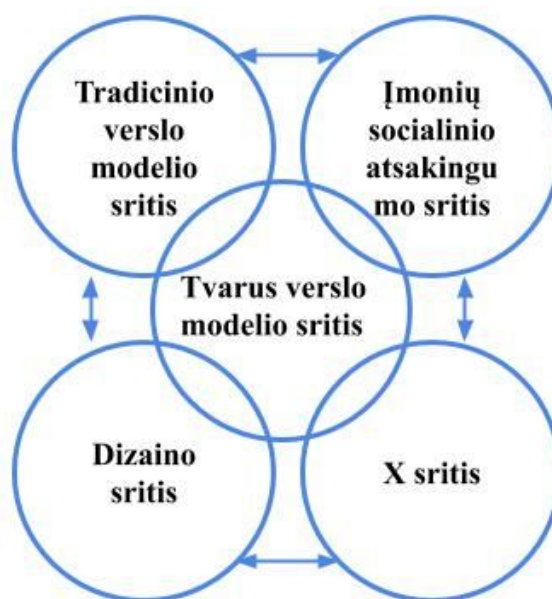 Tradicinio
verslo
modelio
sritis
Įmonių
socialinio
atsakingu
mo sritis
Tvarus verslo
modelio sritis
Dizaino
sritis
X sritis